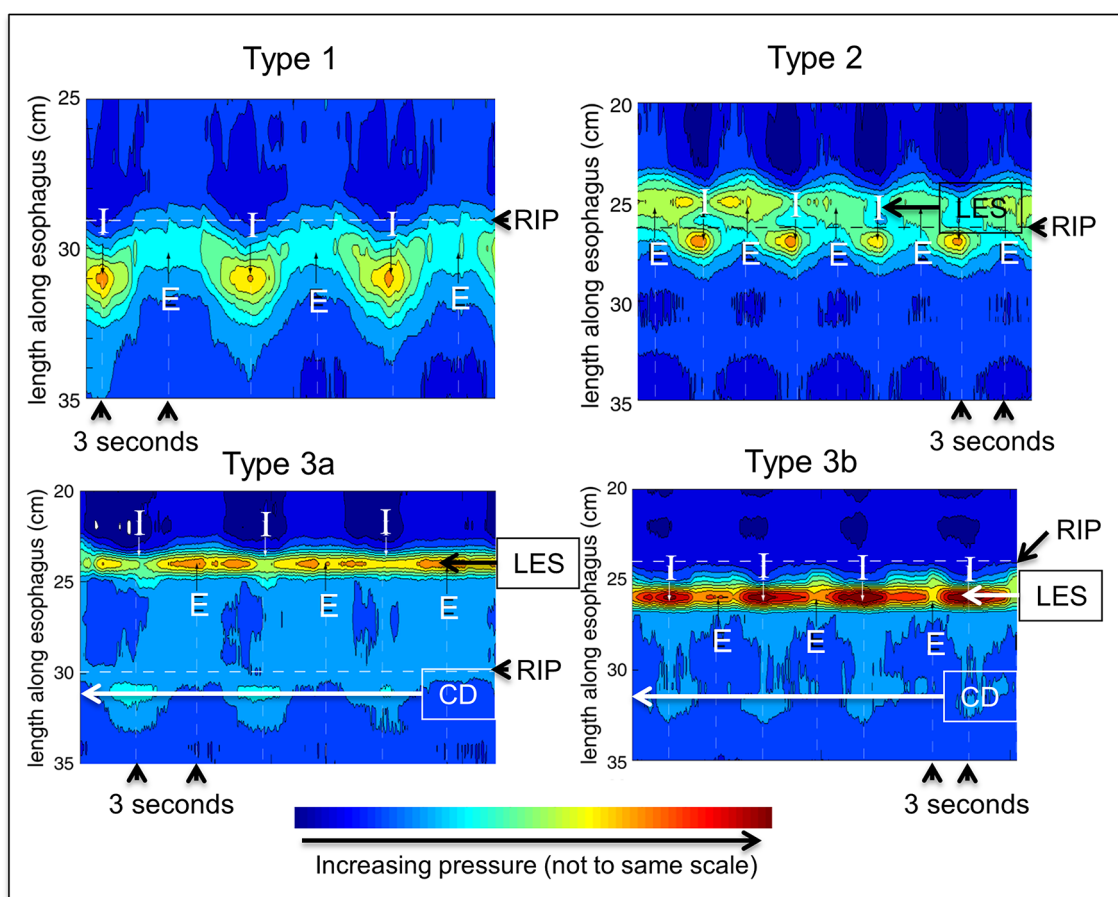 Type 1
Type 2
length along esophagus (cm)
25
30
35
I
I
I
E
E
E
RIP
3 seconds
length along esophagus (cm)
20
25
30
35
I
I
I
LES
RIP
E
E
E
E
E
3 seconds
Type 3a
Type 3b
length along esophagus (cm)
20
25
30
35
I
I
I
LES
E
E
E
RIP
CD
3 seconds
length along esophagus (cm)
20
25
30
35
RIP
I
I
I
I
LES
E
E
E
CD
3 seconds
Increasing pressure (not to same scale)